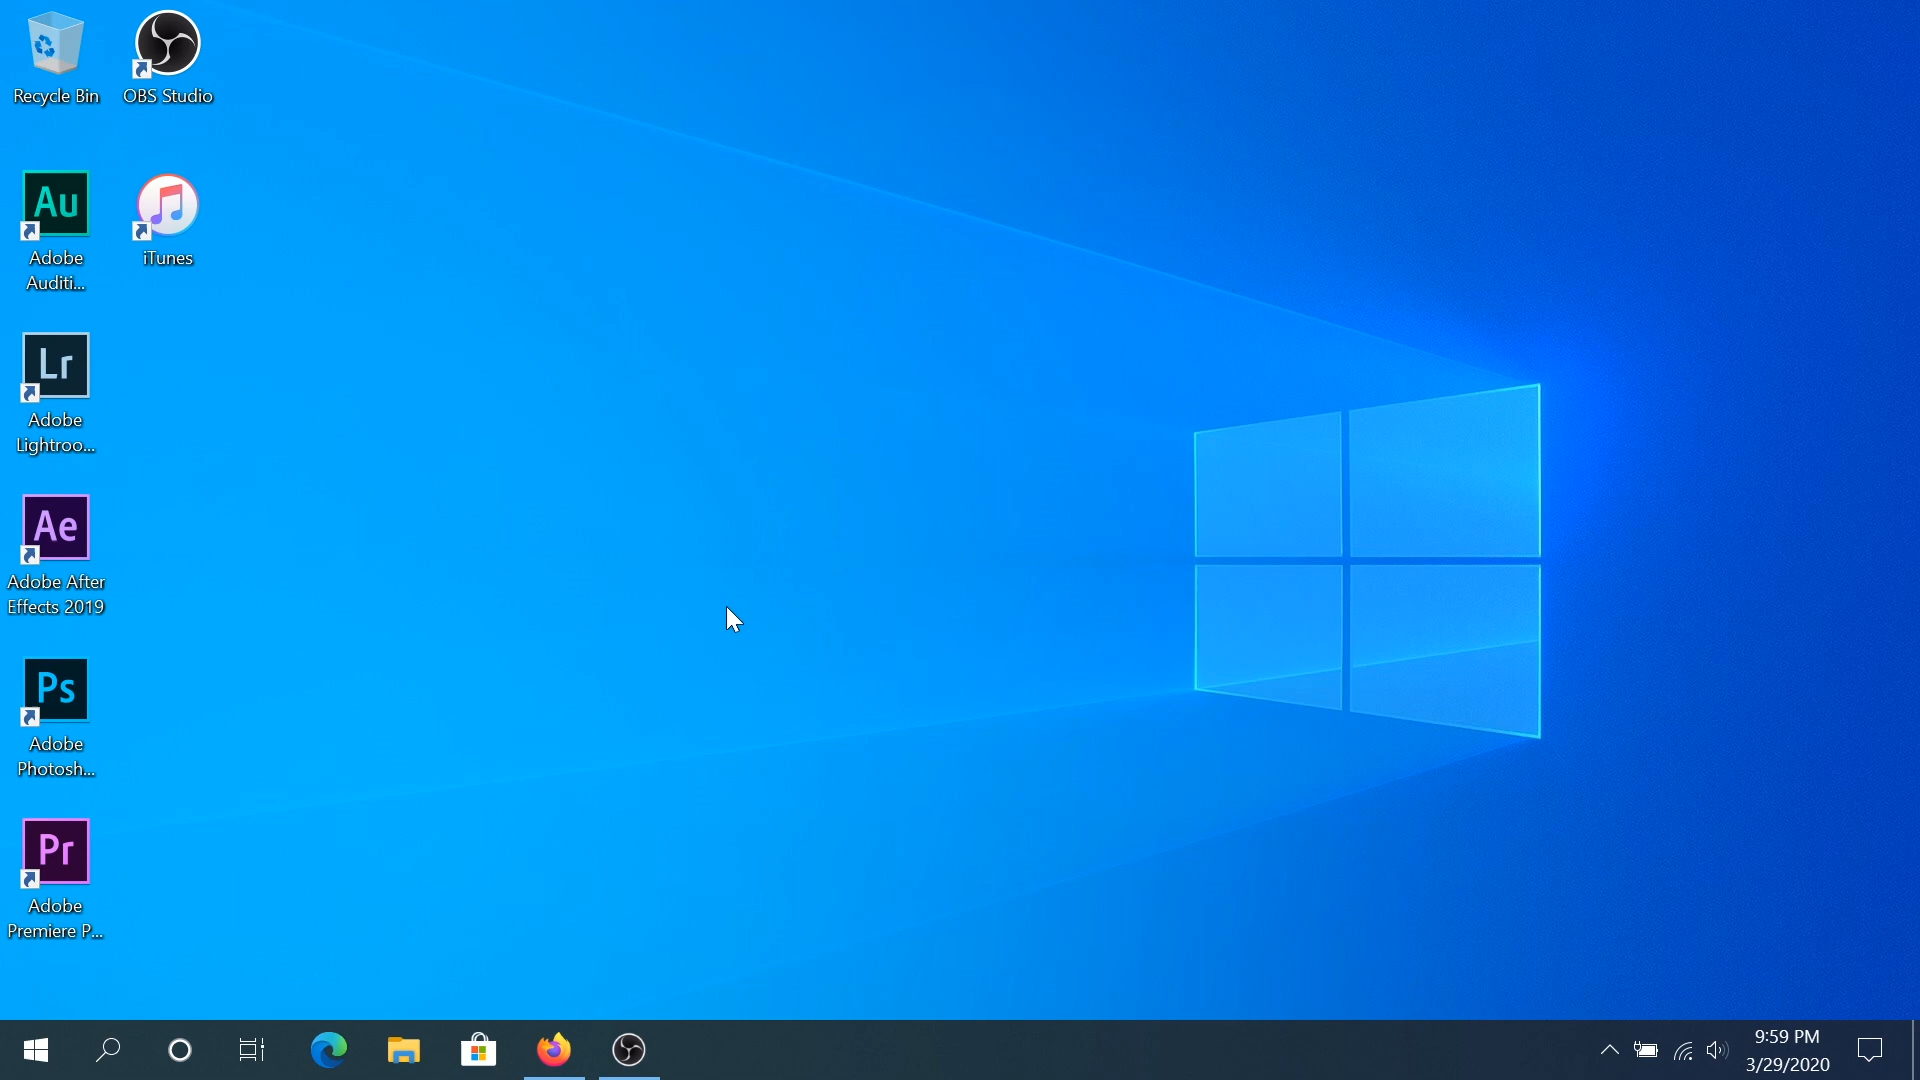 Recycle Bin
OBS Studio
Au
Adobe
Auditi...
iTunes
Lr
Adobe
Lightroo...
Ae
Adobe After
Effects 2019
Ps
Adobe
Photosh...
Pr
Adobe
Premiere P...
9:59 PM
3/29/2020